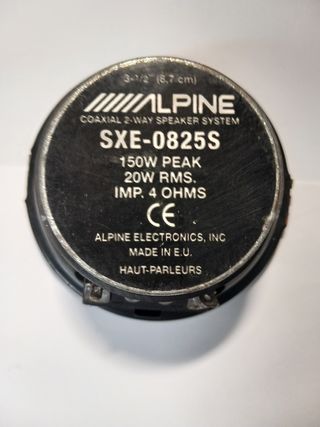 3-1/2" (8,7 cm)
ALPINE
COAXIAL 2-WAY SPEAKER SYSTEM
SXE-0825S
150W PEAK
20W RMS.
IMP. 4 OHMS
CE
ALPINE ELECTRONICS, INC
MADE IN E.U.
HAUT-PARLEURS